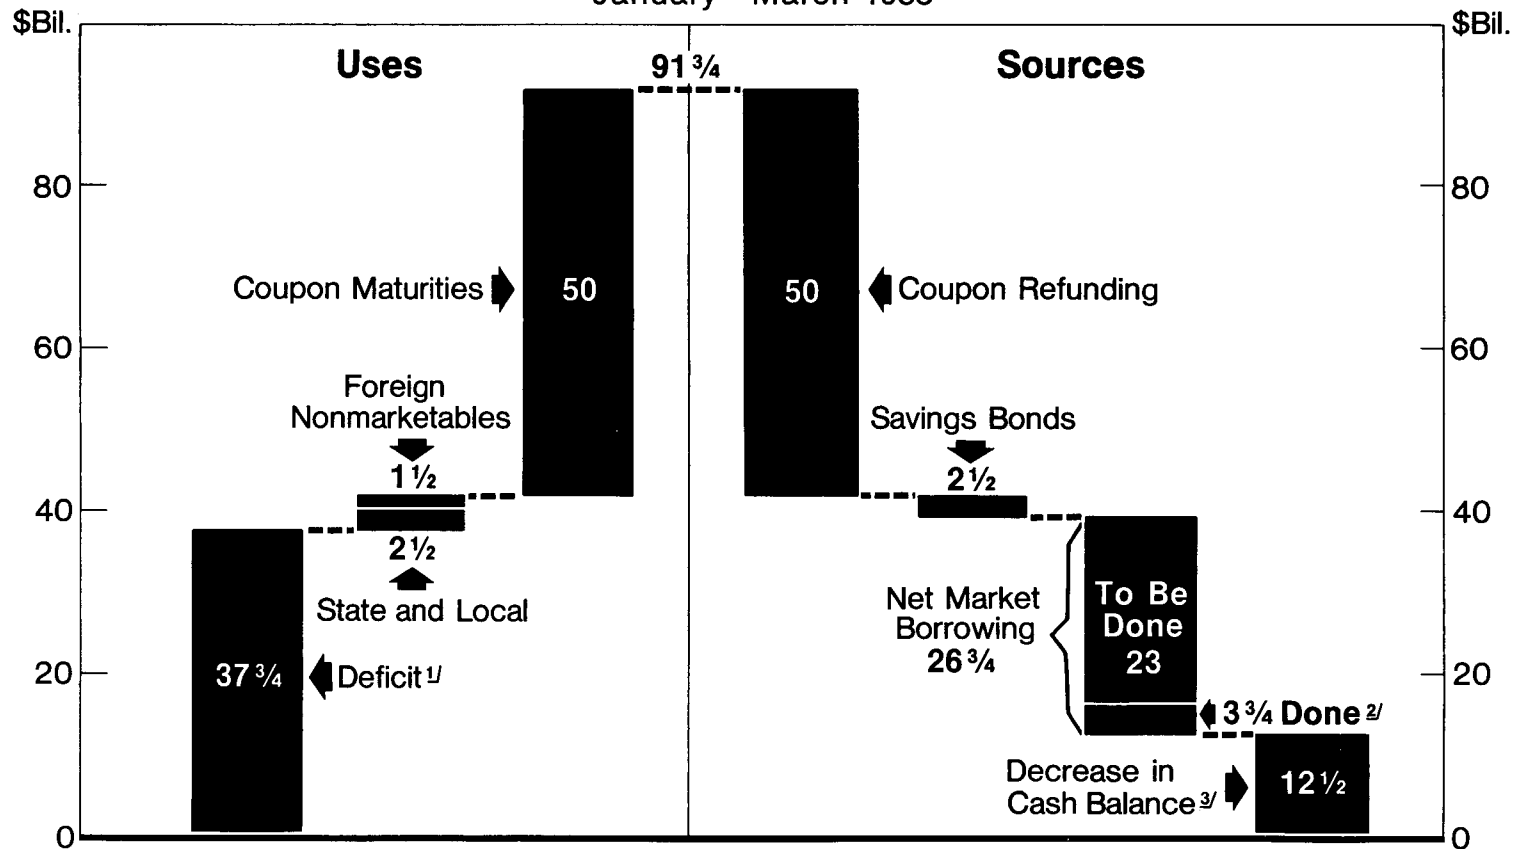 $Bil.
$Bil.
Uses
91 ¾
Sources
80
80
Coupon Maturities
50
50
Coupon Refunding
60
60
Foreign
Nonmarketables
1 ½
Savings Bonds
2 ½
40
40
2 ½
State and Local
Net Market
Borrowing
26 ¾
To Be
Done
23
37 ¾
Deficit 1/
20
20
3 ¾ Done 2/
Decrease in
Cash Balance 3/
12 ½
0
0